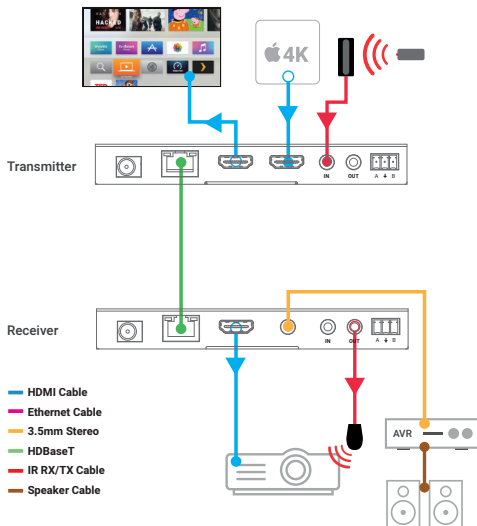 HACKED
4K
Transmitter
IN
OUT
A
B
Receiver
IN
OUT
A
B
HDMI Cable
Ethernet Cable
3.5mm Stereo
HDBaseT
IR RX/TX Cable
Speaker Cable
AVR